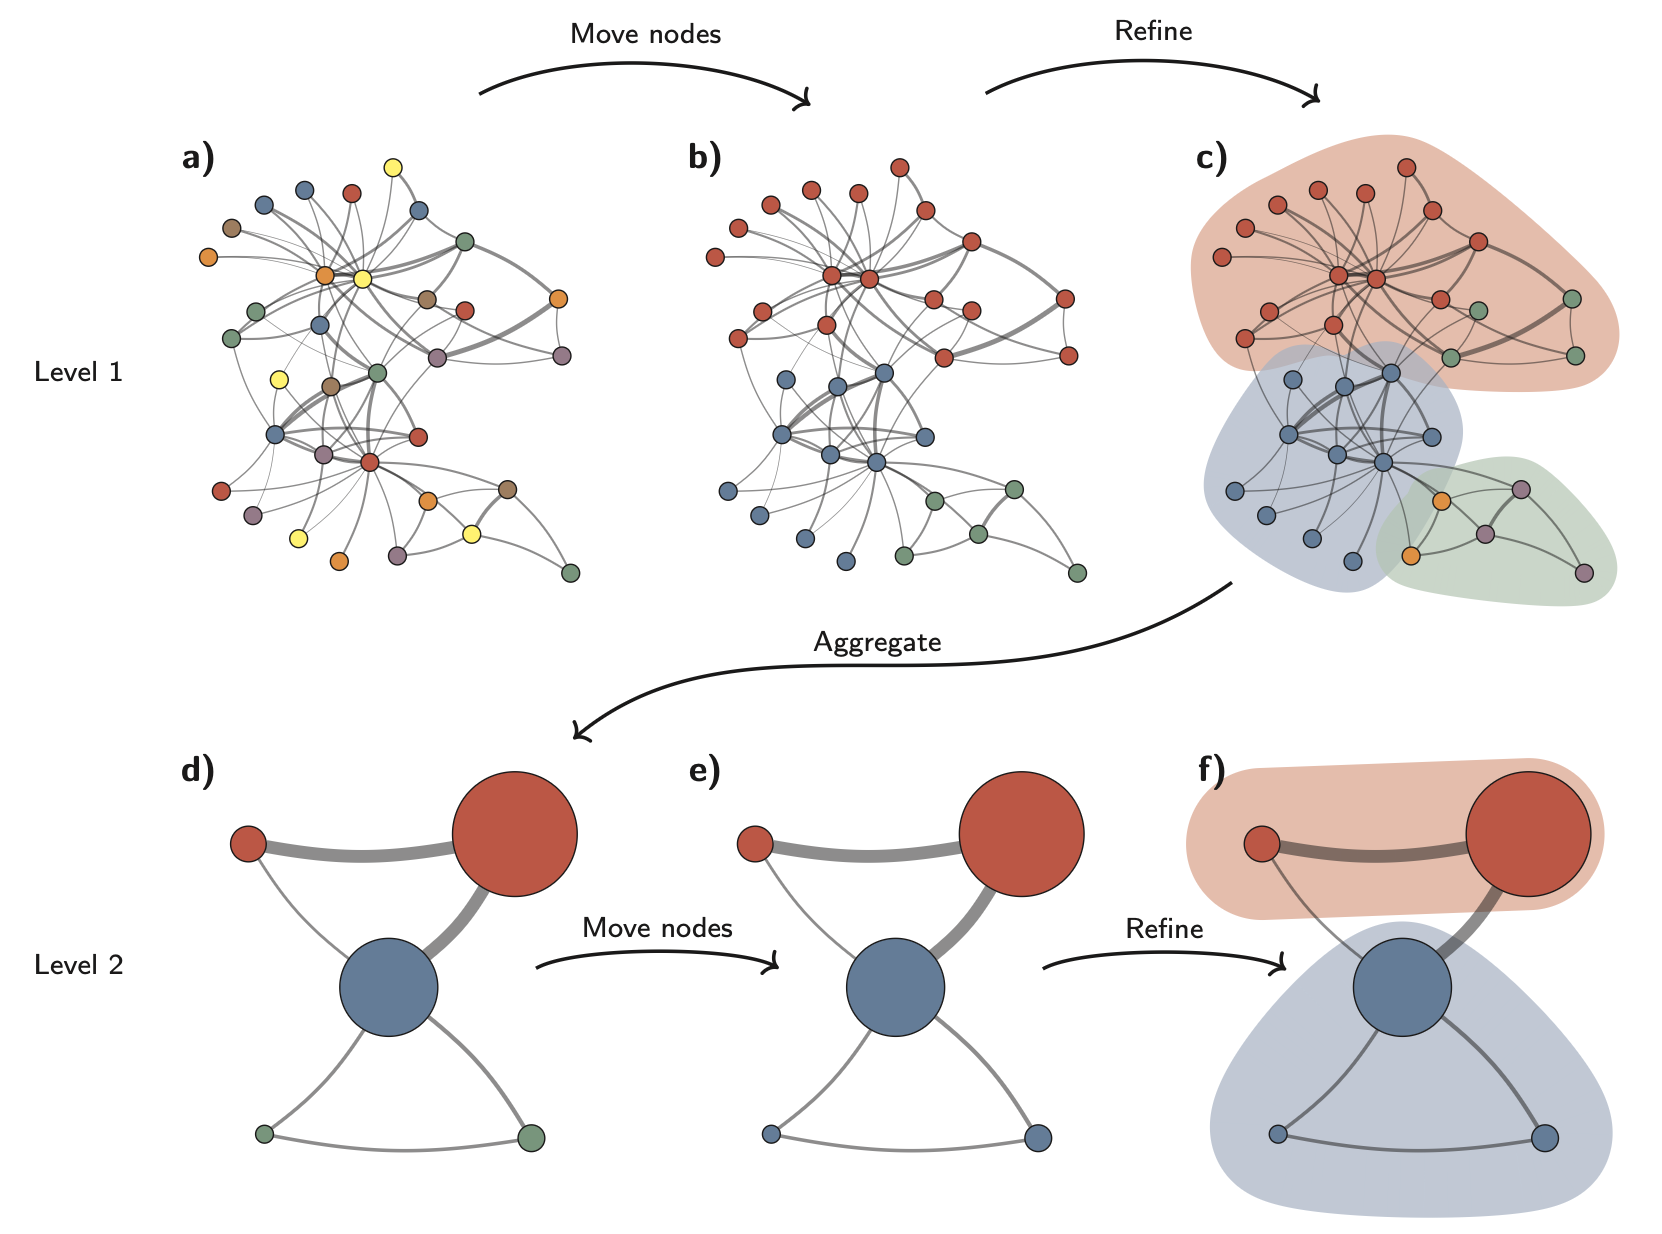 Move nodes
Refine
a)
b)
c)
Level 1
Aggregate
d)
e)
f)
Move nodes
Refine
Level 2